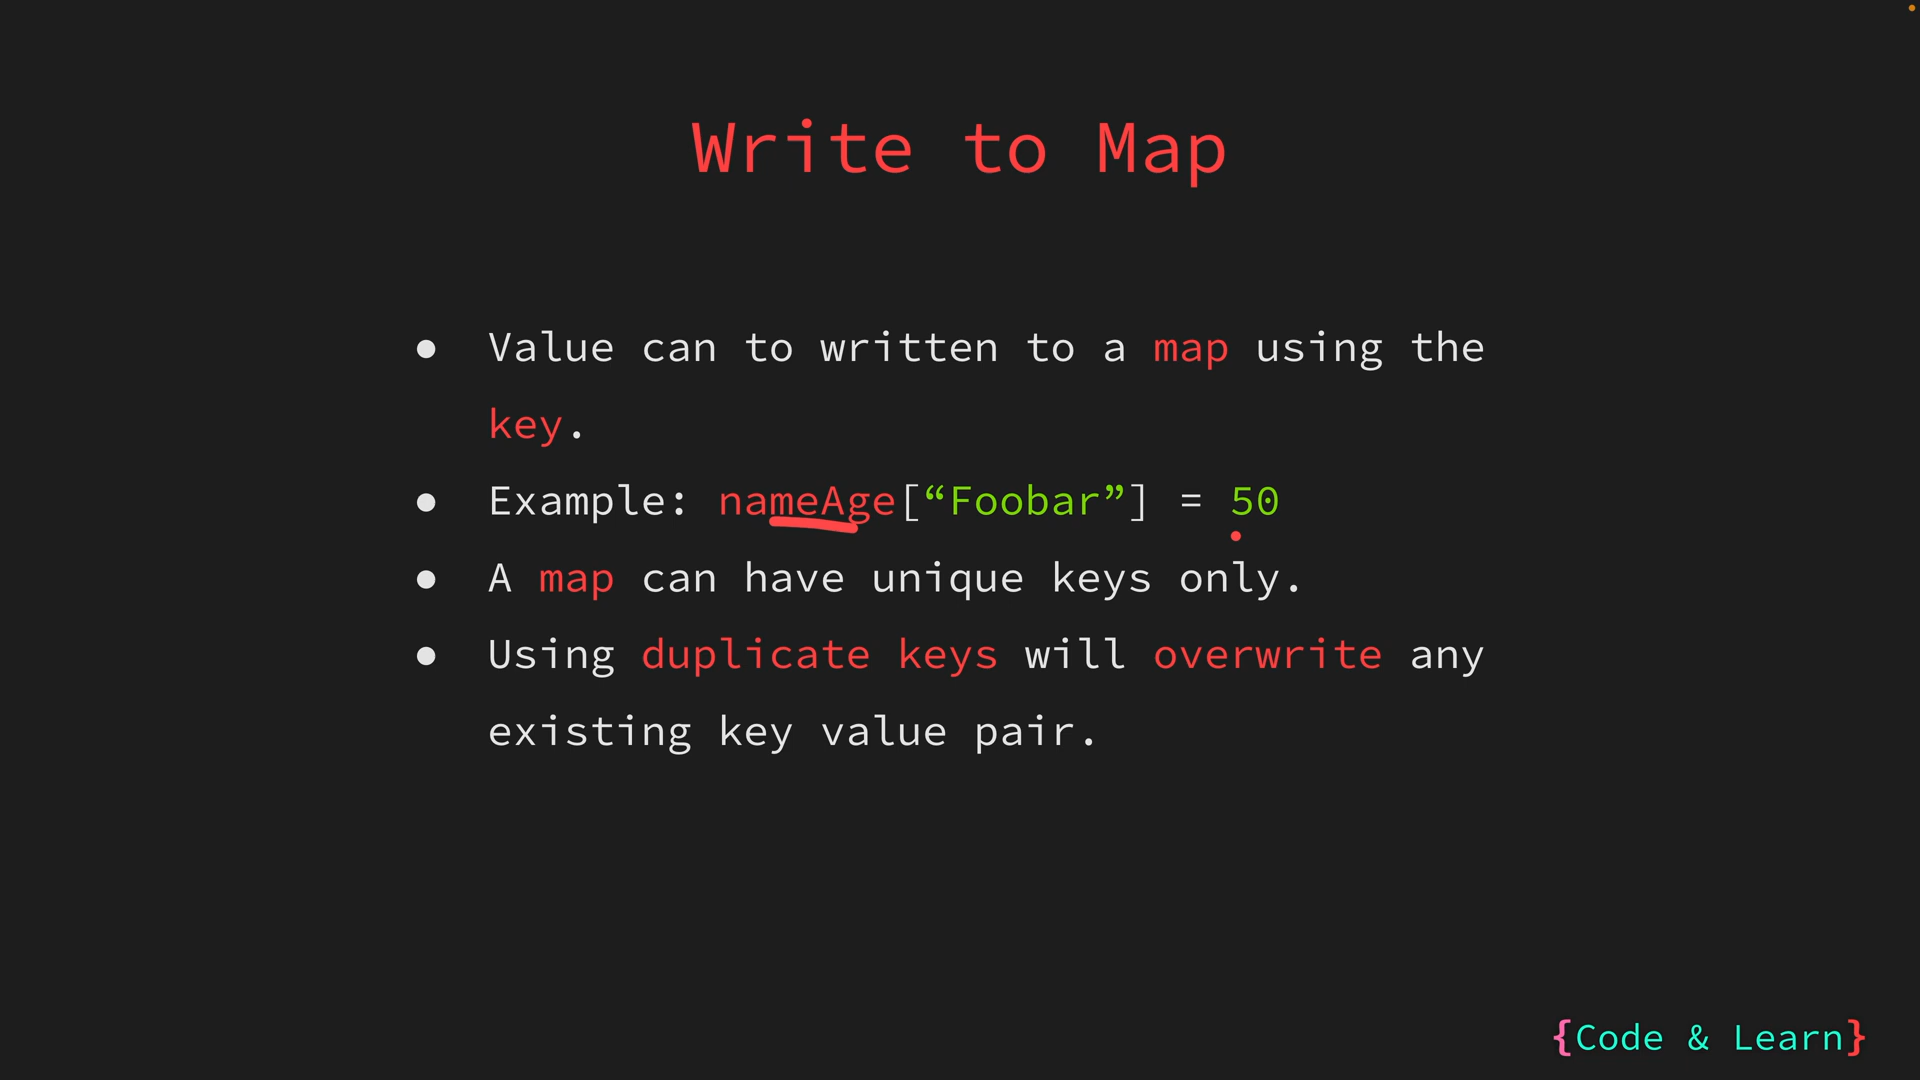 Write to Map
● Value can to written to a map using the
key.
● Example: nameAge[“Foobar”] = 50
● A map can have unique keys only.
● Using duplicate keys will overwrite any
existing key value pair.
{Code & Learn}